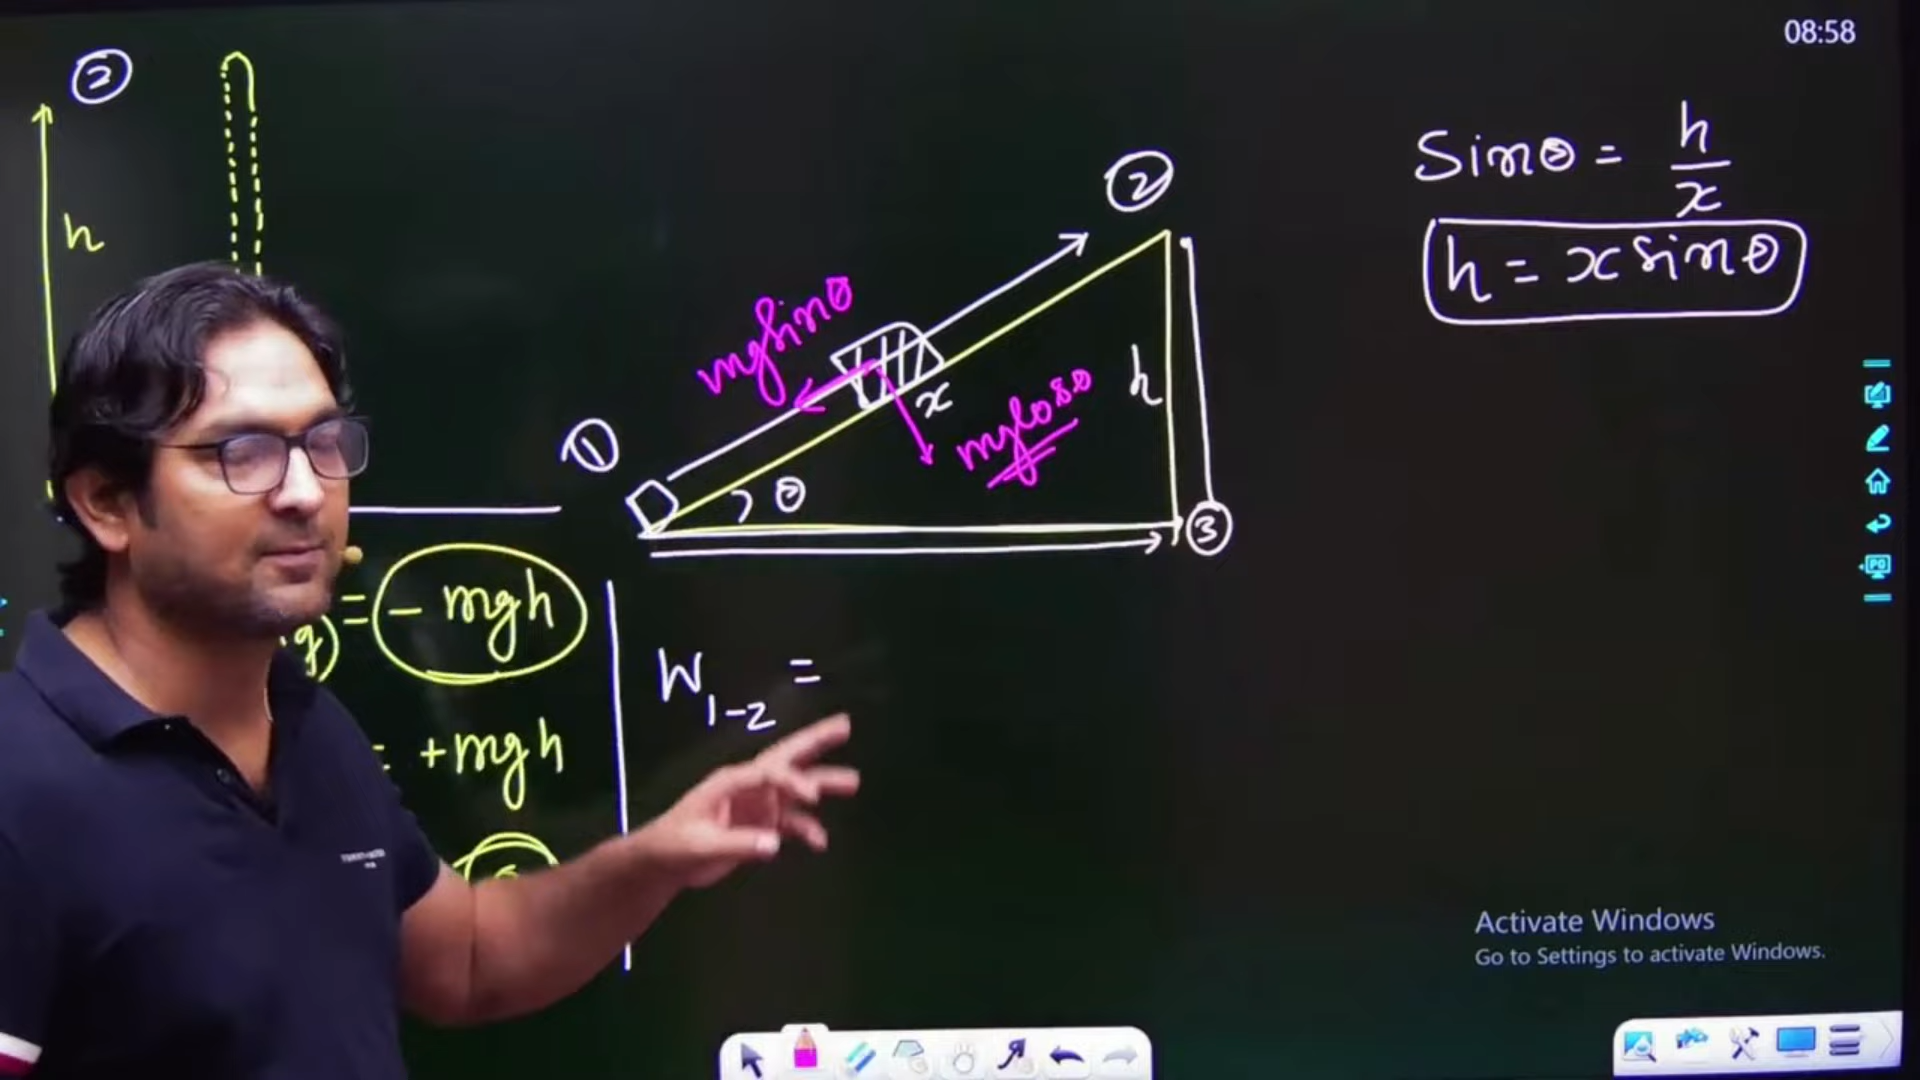 08:58
②
h
②
Sinθ = h/x
h = x sinθ
mg sinθ
x
h
mg cosθ
①
θ
③
g) = - mgh
W₁₋₂ =
= +mgh
Activate Windows
Go to Settings to activate Windows.